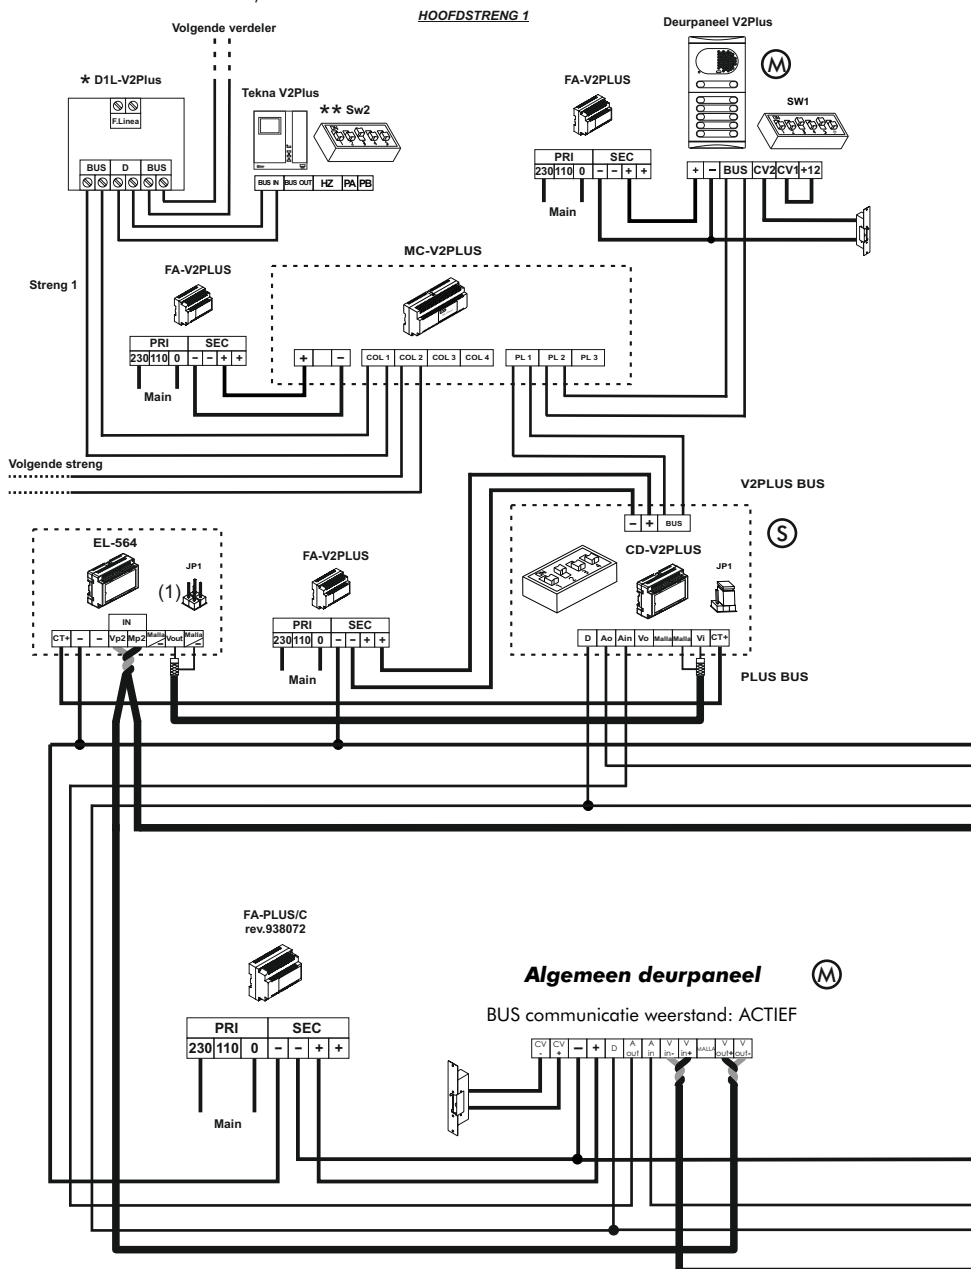 HOOFDSTRENG 1
Volgende verdeler
Deurpaneel V2Plus
M
* D1L-V2Plus
F.Linea
BUS D BUS
Tekna V2Plus
** Sw2
BUS IN BUS OUT HZ PA PB
FA-V2PLUS
PRI SEC
230 110 0 − − + +
Main
SW1
+ − BUS CV2 CV1 +12
Streng 1
FA-V2PLUS
PRI SEC
230 110 0 − − + +
Main
MC-V2PLUS
+ −
COL 1 COL 2 COL 3 COL 4
PL 1 PL 2 PL 3
Volgende streng
V2PLUS BUS
S
EL-564
(1)
JP1
IN
CT+ − − Vp2 Mp2 Malla/− Vout Malla/−
FA-V2PLUS
PRI SEC
230 110 0 − − + +
Main
− + BUS
CD-V2PLUS
JP1
D Ao Ain Vo Malla Malla Vi CT+
PLUS BUS
FA-PLUS/C
rev.938072
PRI SEC
230 110 0 − − + +
Main
Algemeen deurpaneel
M
BUS communicatie weerstand: ACTIEF
CV - CV + − + D A out A in V in- V in+ MALLA V out+ V out-